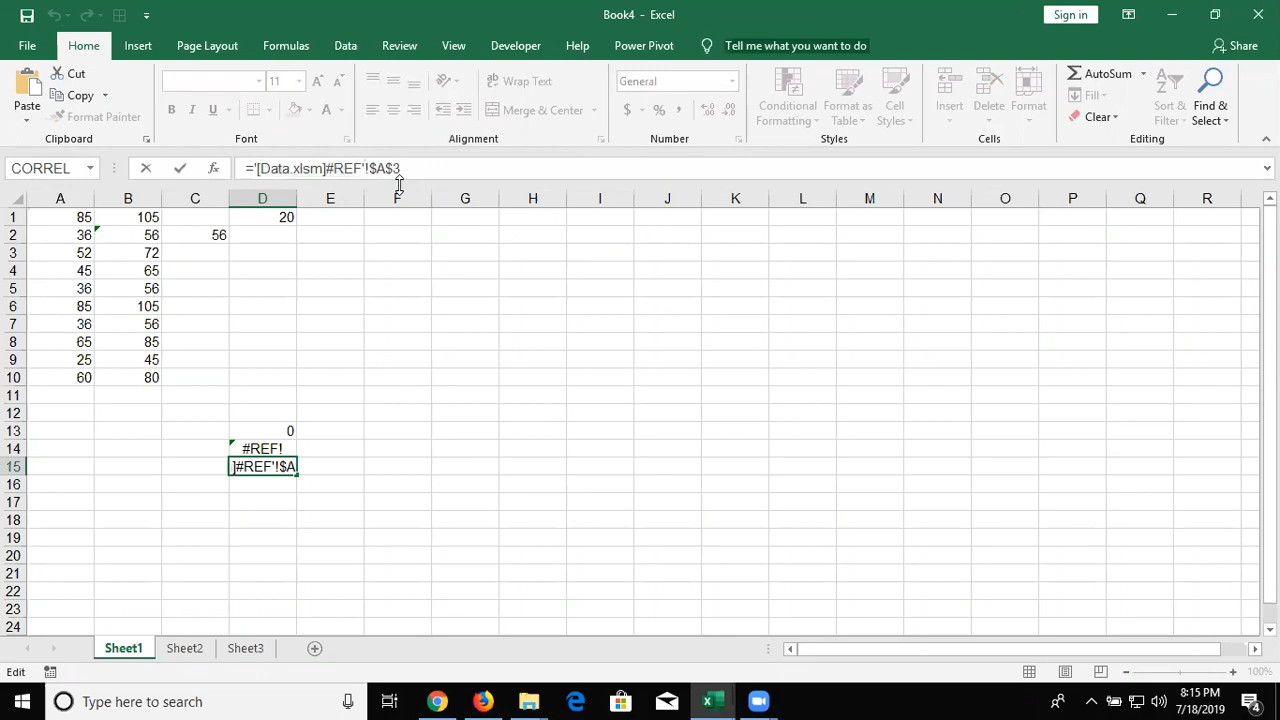 Book4 - Excel
Sign in
File Home Insert Page Layout Formulas Data Review View Developer Help Power Pivot Tell me what you want to do Share
Paste
Cut
Copy
Format Painter
Clipboard
11
A A
B I U
A
Font
Wrap Text
Merge & Center
Alignment
General
$ % ,
Number
Conditional Formatting
Format as Table
Cell Styles
Styles
Insert Delete Format
Cells
AutoSum
Fill
Clear
Sort & Filter
Find & Select
Editing
CORREL
fx
='[Data.xlsm]#REF'!$A$3
A B C D E F G H I J K L M N O P Q R
1 85 105 20
2 36 56 56
3 52 72
4 45 65
5 36 56
6 85 105
7 36 56
8 65 85
9 25 45
10 60 80
11
12
13 0
14 #REF!
15 ]#REF'!$A
16
17
18
19
20
21
22
23
24
Sheet1 Sheet2 Sheet3
Edit
100%
Type here to search
8:15 PM
7/18/2019
4